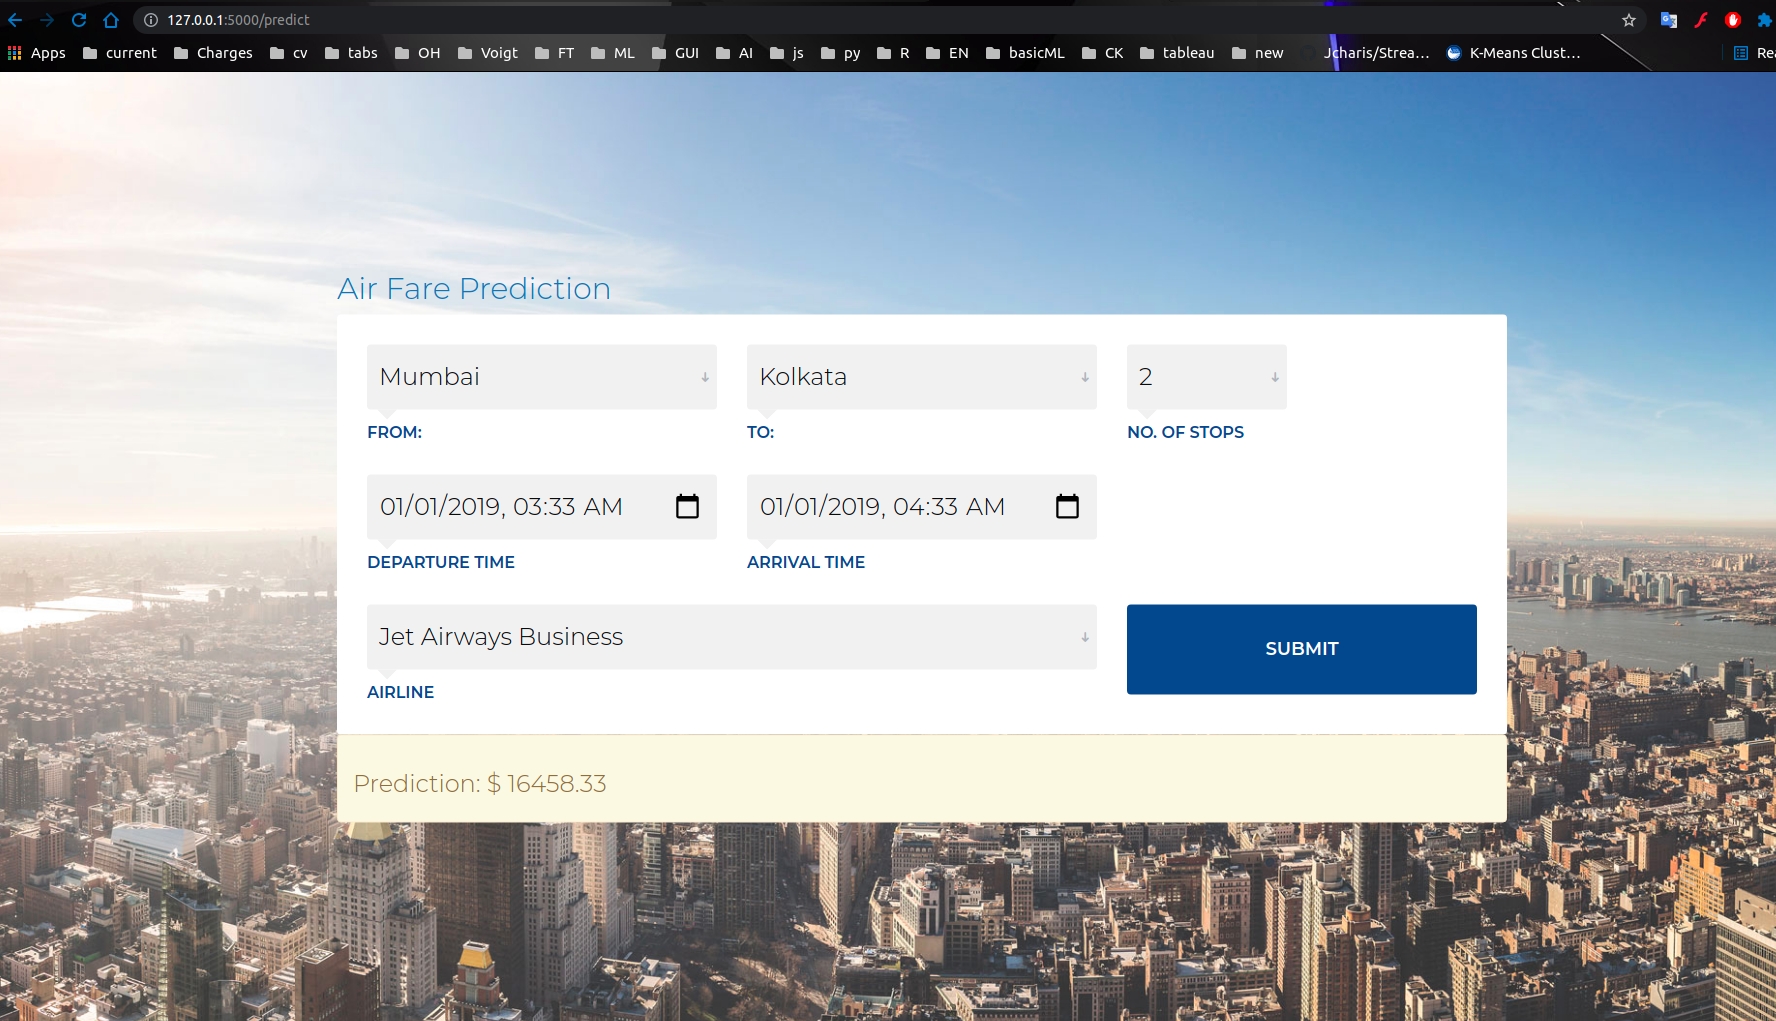 127.0.0.1:5000/predict
Apps current Charges cv tabs OH Voigt FT ML GUI AI js py R EN basicML CK tableau new Jcharis/Strea... K-Means Clust... Rea
Air Fare Prediction
Mumbai Kolkata 2
FROM: TO: NO. OF STOPS
01/01/2019, 03:33 AM 01/01/2019, 04:33 AM
DEPARTURE TIME ARRIVAL TIME
Jet Airways Business
SUBMIT
AIRLINE
Prediction: $ 16458.33